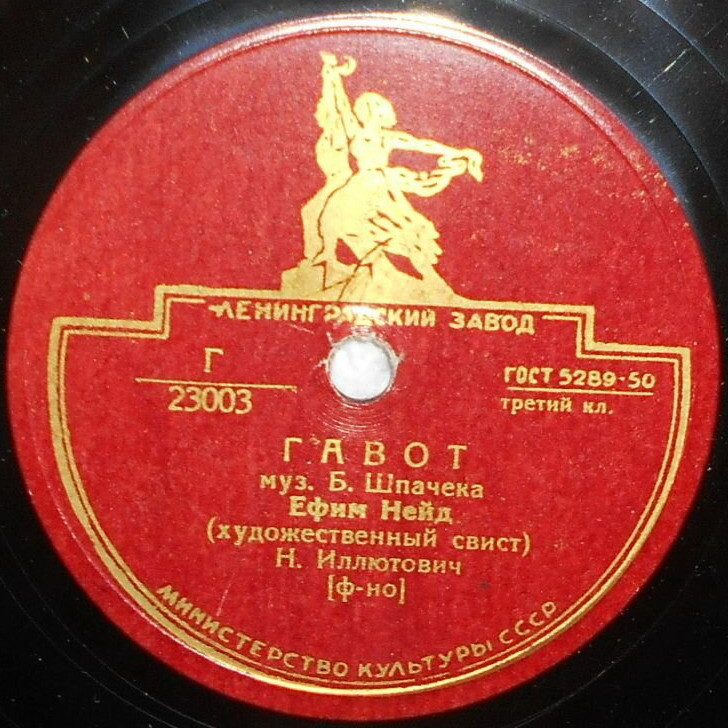 ЛЕНИНГРАДСКИЙ ЗАВОД
Г
23003
ГОСТ 5289-50
третий кл.
ГАВОТ
муз. Б. Шпачека
Ефим Нейд
(художественный свист)
Н. Иллютович
[ф-но]
МИНИСТЕРСТВО КУЛЬТУРЫ СССР